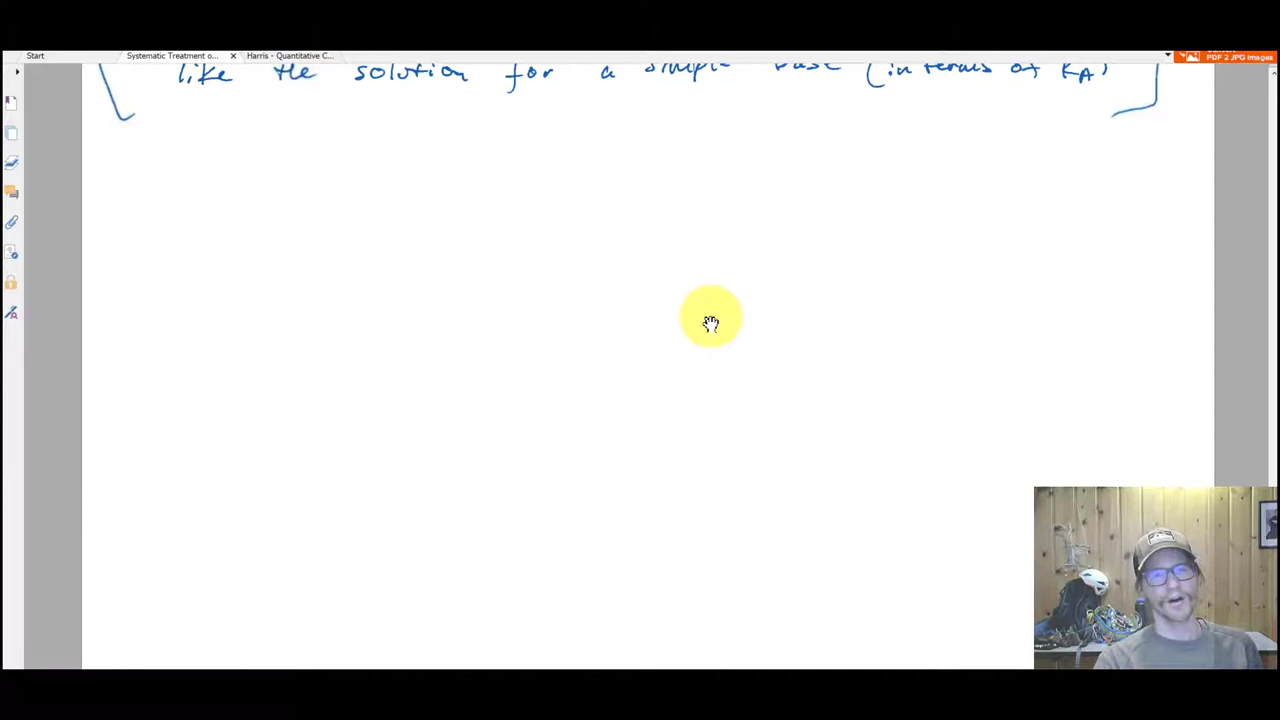 Start
Systematic Treatment o...
Harris - Quantitative C...
PDF 2 JPG Images
like the solution for a simple base (in terms of KA)